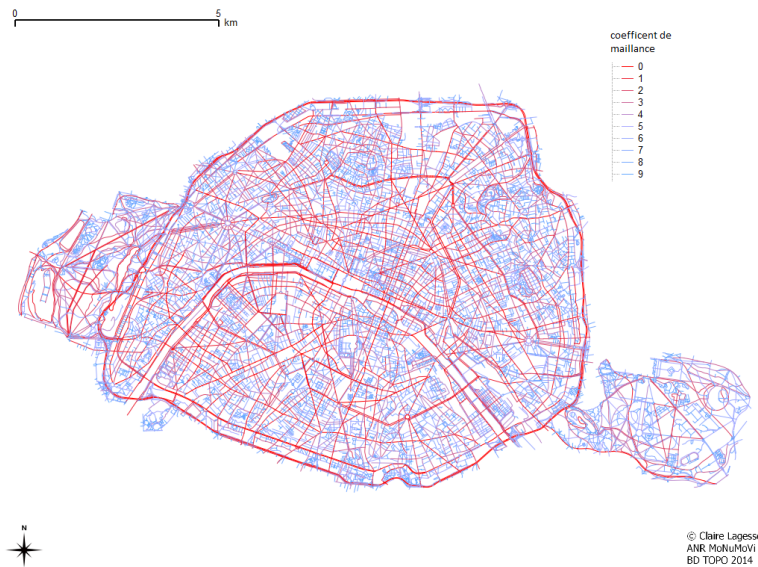 0 5
km
coefficent de
maillance
0
1
2
3
4
5
6
7
8
9
N
© Claire Lagesse
ANR MoNuMoVi
BD TOPO 2014